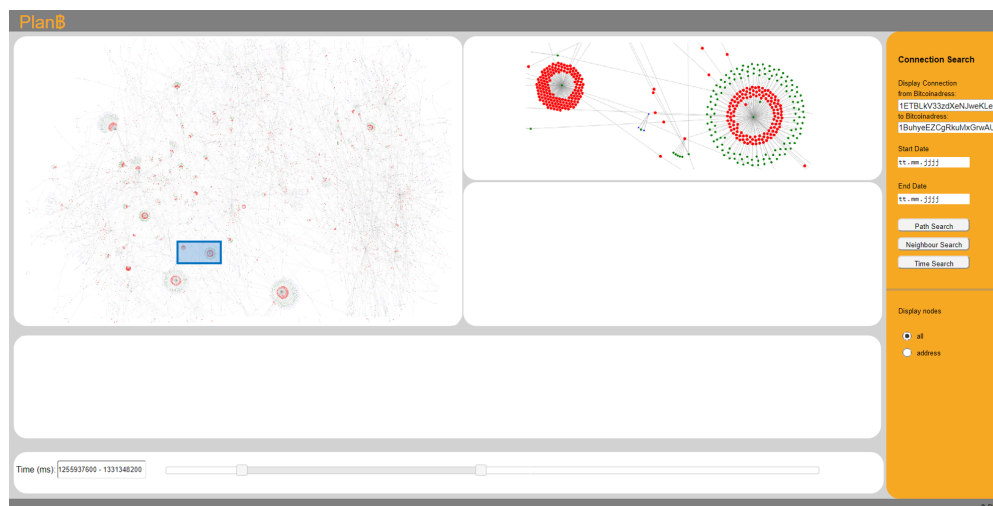 Plan฿
Connection Search
Display Connection
from Bitcoinadress:
1ETBLkV33zdXeNJweKLe
to Bitcoinadress:
1BuhyeEZCgRkuMxGrwAU
Start Date
tt.mm.jjjj
End Date
tt.mm.jjjj
Path Search
Neighbour Search
Time Search
Display nodes
all
address
Time (ms): 1255937600 - 1331348200